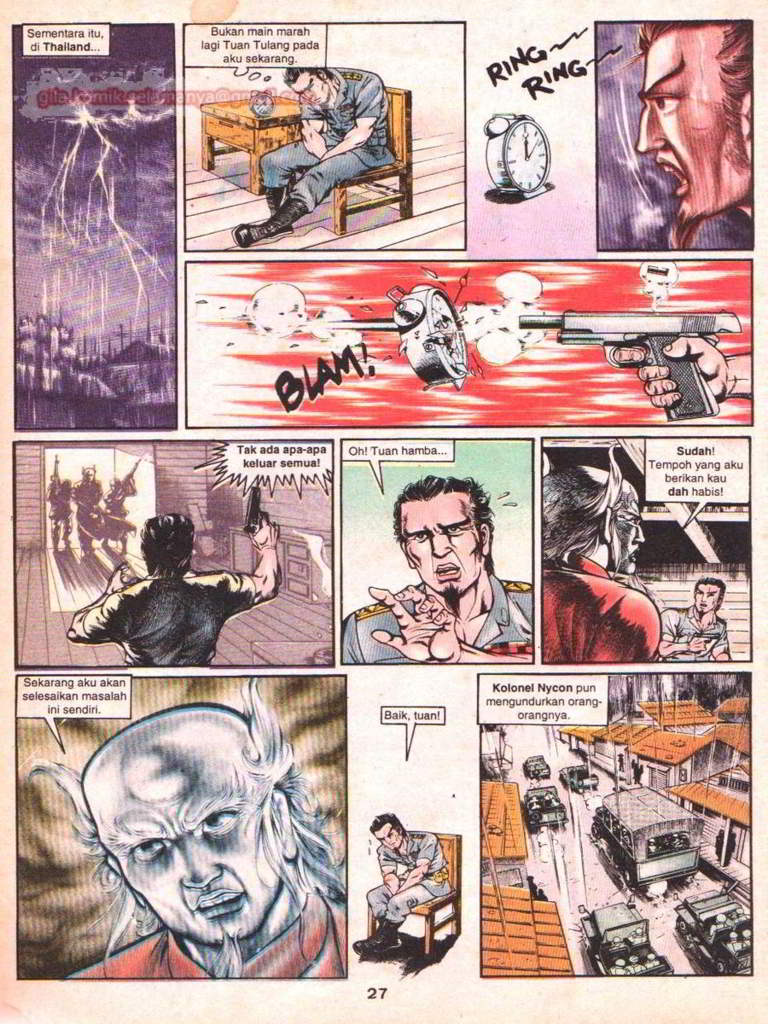 Sementara itu,
di Thailand...
Bukan main marah
lagi Tuan Tulang pada
aku sekarang.
RING
RING
BLAM!
Tak ada apa-apa
keluar semua!
Oh! Tuan hamba...
Sudah!
Tempoh yang aku
berikan kau
dah habis!
Sekarang aku akan
selesaikan masalah
ini sendiri.
Baik, tuan!
Kolonel Nycon pun
mengundurkan orang-
orangnya.
27